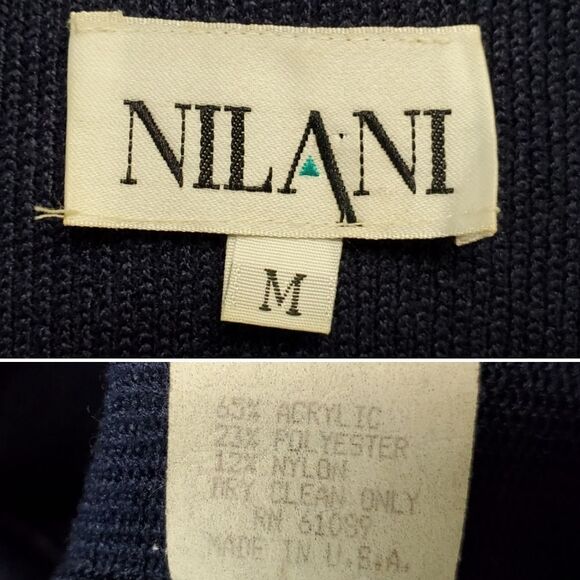 NILANI
M
65% ACRYLIC
23% POLYESTER
12% NYLON
DRY CLEAN ONLY
RN 61089
MADE IN U.S.A.